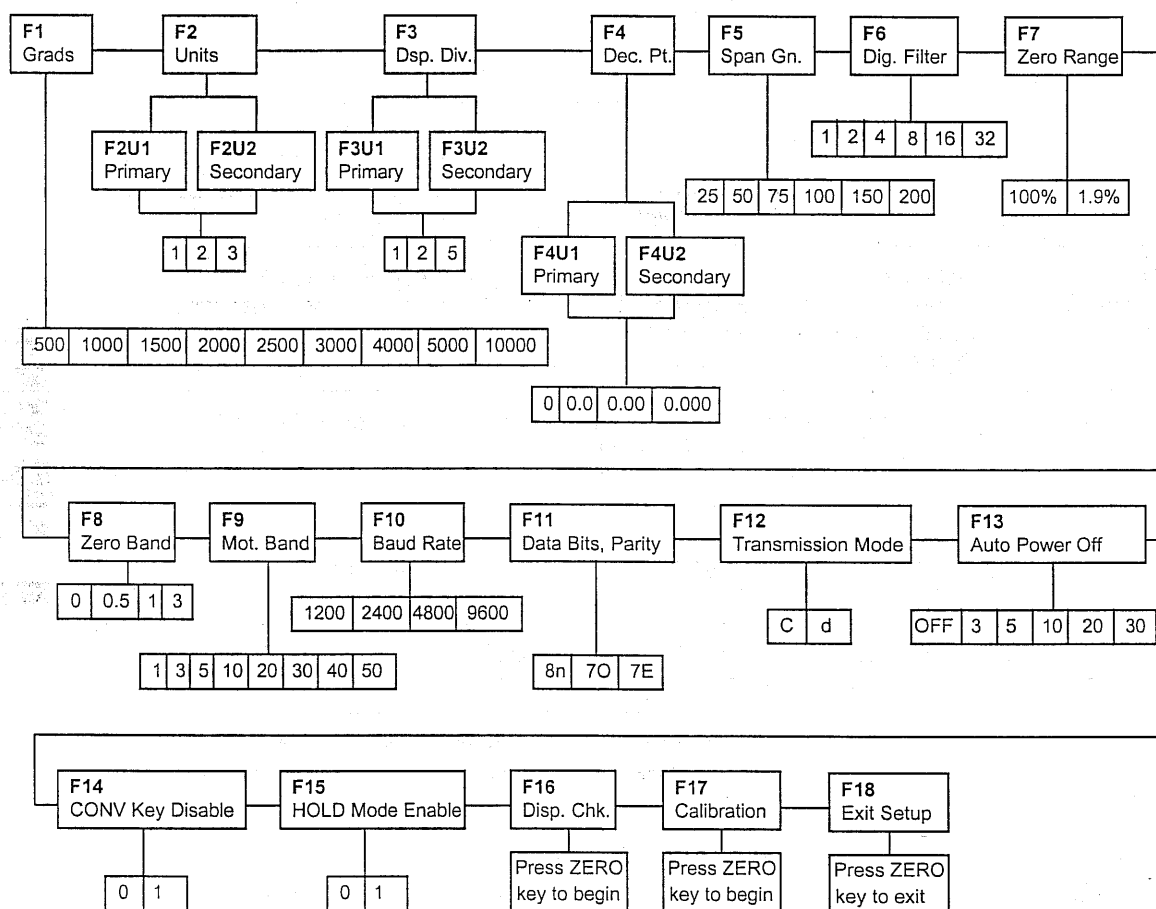 F1
Grads
F2
Units
F3
Dsp. Div.
F4
Dec. Pt.
F5
Span Gn.
F6
Dig. Filter
F7
Zero Range
F2U1
Primary
F2U2
Secondary
F3U1
Primary
F3U2
Secondary
1 2 4 8 16 32
25 50 75 100 150 200
100% 1.9%
1 2 3
1 2 5
F4U1
Primary
F4U2
Secondary
500 1000 1500 2000 2500 3000 4000 5000 10000
0 0.0 0.00 0.000
F8
Zero Band
F9
Mot. Band
F10
Baud Rate
F11
Data Bits, Parity
F12
Transmission Mode
F13
Auto Power Off
0 0.5 1 3
1200 2400 4800 9600
C d
OFF 3 5 10 20 30
1 3 5 10 20 30 40 50
8n 7O 7E
F14
CONV Key Disable
F15
HOLD Mode Enable
F16
Disp. Chk.
F17
Calibration
F18
Exit Setup
0 1
0 1
Press ZERO
key to begin
Press ZERO
key to begin
Press ZERO
key to exit